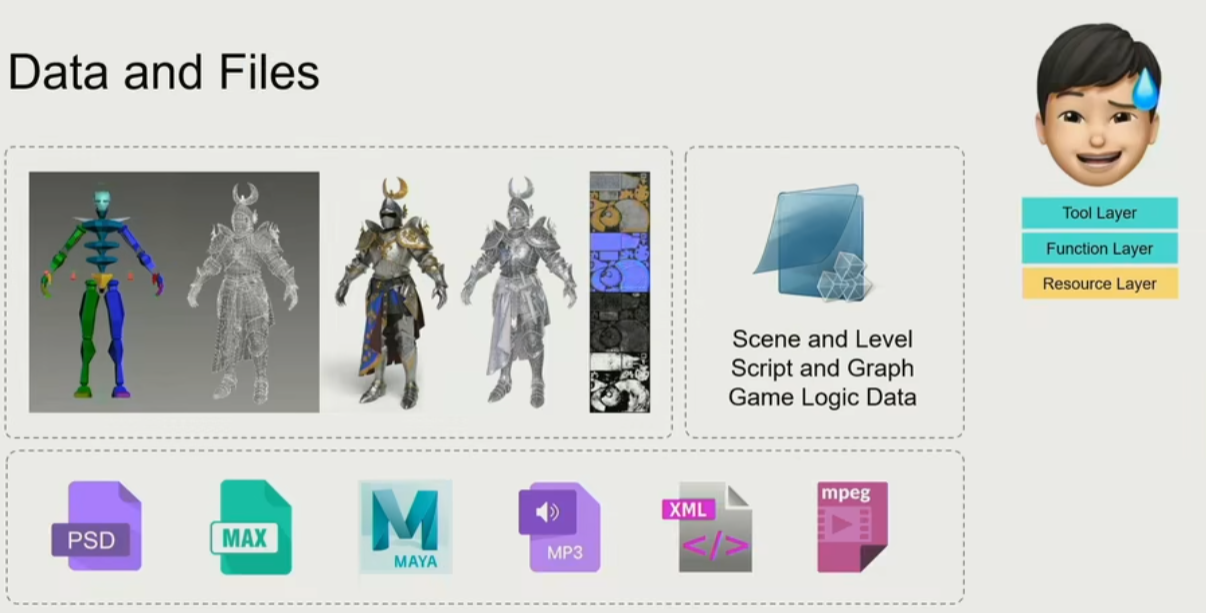 Data and Files
Tool Layer
Function Layer
Resource Layer
Scene and Level
Script and Graph
Game Logic Data
PSD
MAX
M
MAYA
MP3
XML
</>
mpeg